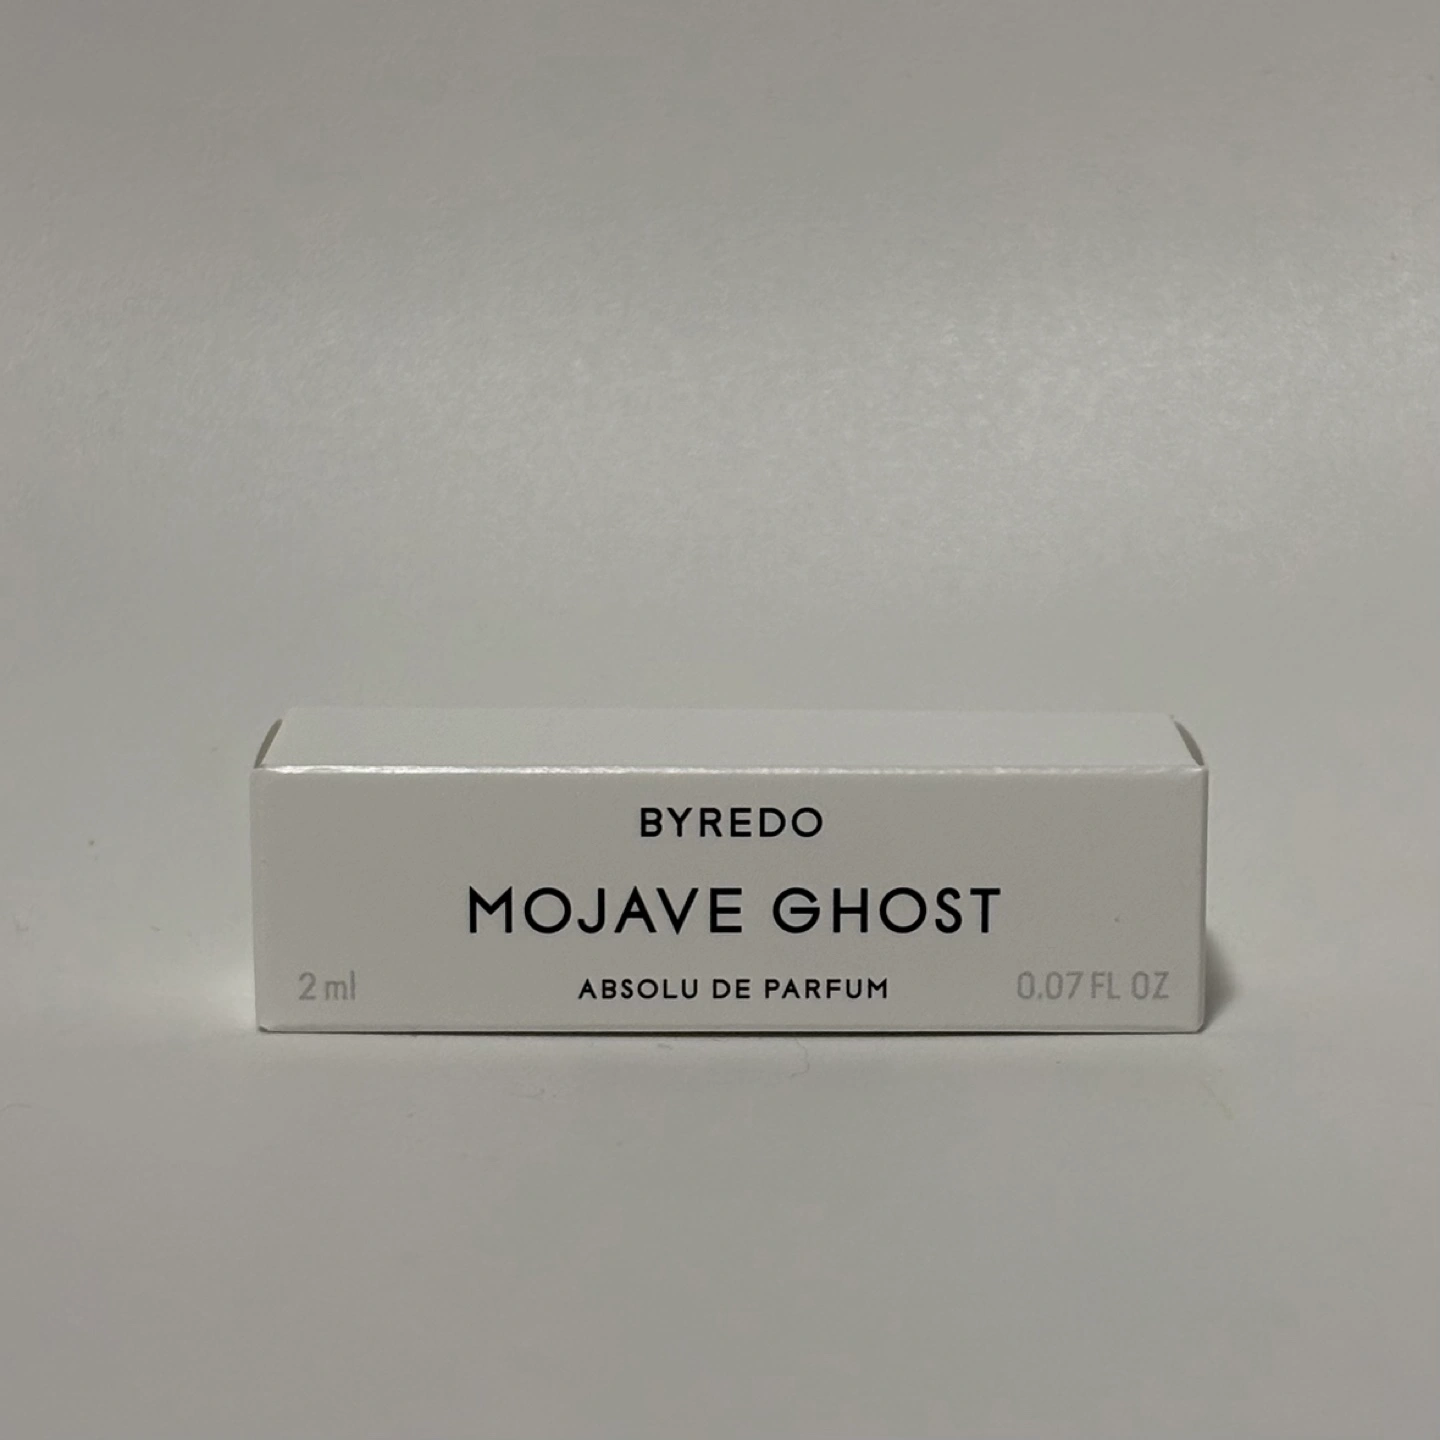 BYREDO
MOJAVE GHOST
2 ml ABSOLU DE PARFUM 0.07 FL OZ